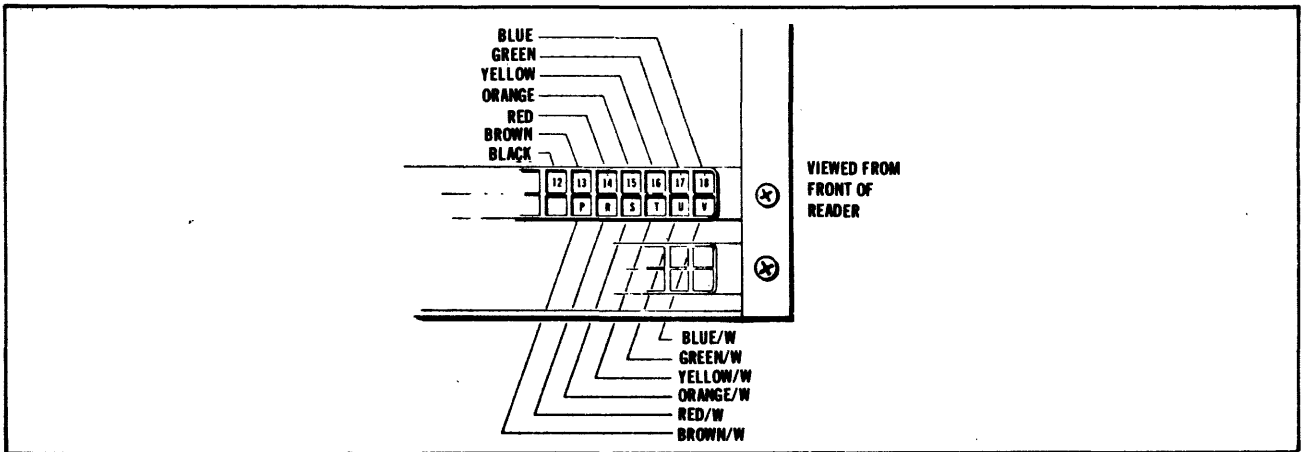 BLUE
GREEN
YELLOW
ORANGE
RED
BROWN
BLACK
12 13 14 15 16 17 18
P R S T U V
VIEWED FROM
FRONT OF
READER
BLUE/W
GREEN/W
YELLOW/W
ORANGE/W
RED/W
BROWN/W